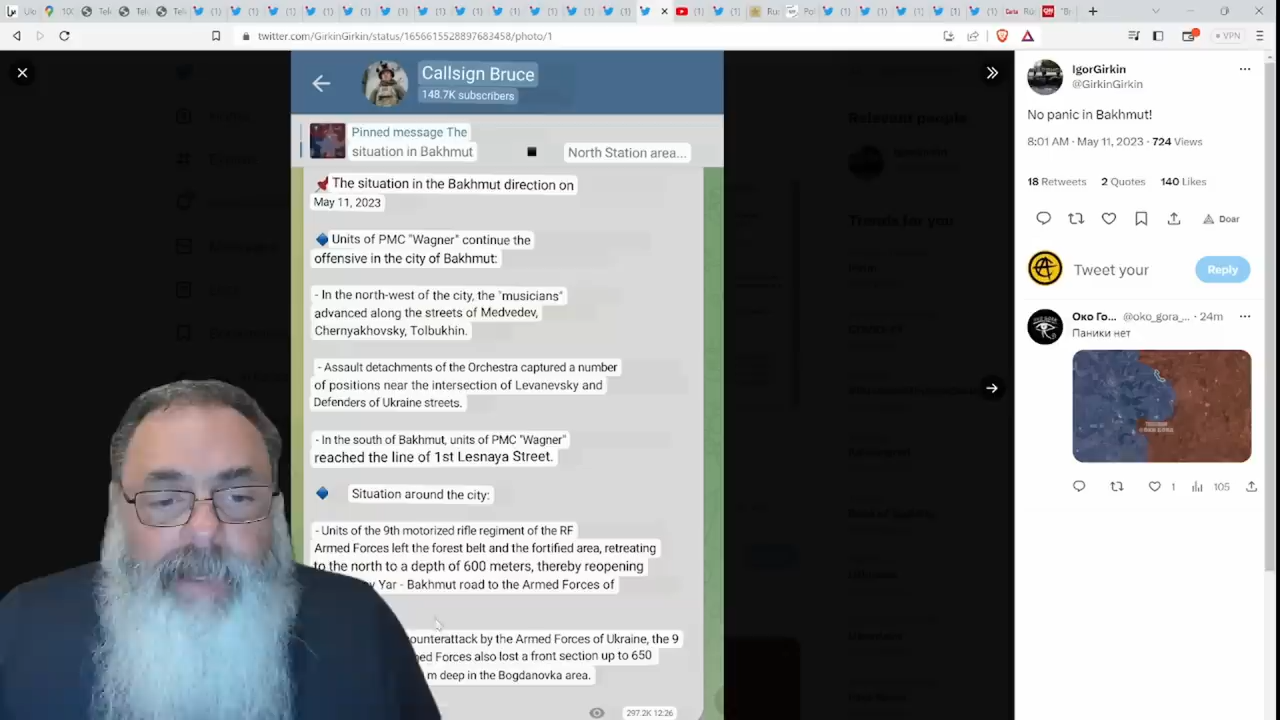 twitter.com/GirkinGirkin/status/1656615528897683458/photo/1
VPN
Callsign Bruce
148.7K subscribers
Pinned message The
situation in Bakhmut
North Station area...
The situation in the Bakhmut direction on
May 11, 2023
Units of PMC "Wagner" continue the
offensive in the city of Bakhmut:
- In the north-west of the city, the "musicians"
advanced along the streets of Medvedev,
Chernyakhovsky, Tolbukhin.
- Assault detachments of the Orchestra captured a number
of positions near the intersection of Levanevsky and
Defenders of Ukraine streets.
- In the south of Bakhmut, units of PMC "Wagner"
reached the line of 1st Lesnaya Street.
Situation around the city:
- Units of the 9th motorized rifle regiment of the RF
Armed Forces left the forest belt and the fortified area, retreating
to the north to a depth of 600 meters, thereby reopening
Yar - Bakhmut road to the Armed Forces of
by the Armed Forces of Ukraine, the 9
Forces also lost a front section up to 650
m deep in the Bogdanovka area.
297.2K 12:26
IgorGirkin
@GirkinGirkin
No panic in Bakhmut!
8:01 AM · May 11, 2023 · 724 Views
18 Retweets 2 Quotes 140 Likes
Doar
Tweet your
Reply
Око Го... @oko_gora_... · 24m
Паники нет
1 105
Relevant people
Trends for you